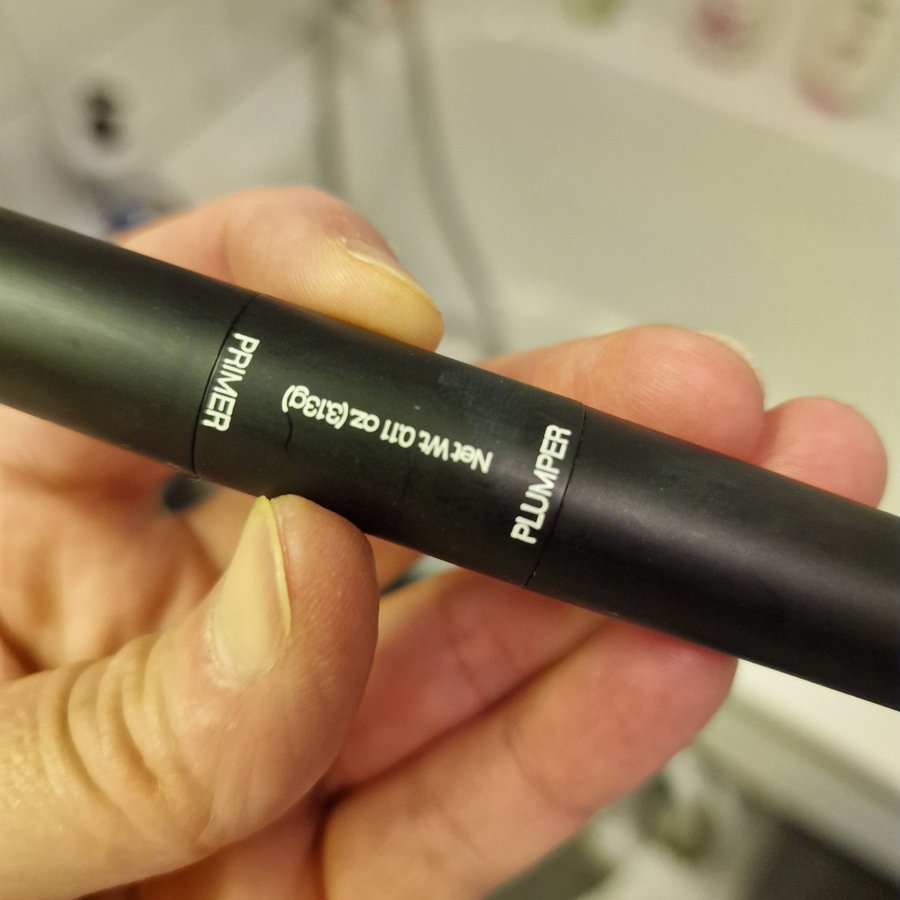 PRIMER
Net Wt. 0.11 oz. (3.13g)
PLUMPER